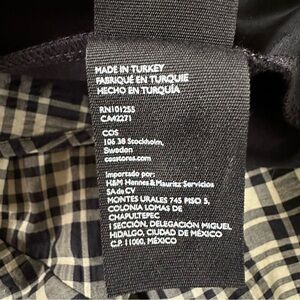 MADE IN TURKEY
FABRIQUÉ EN TURQUIE
HECHO EN TURQUÍA
RN101255
CA42271
COS
106 38 Stockholm,
Sweden
cosstores.com
Importado por:
H&M Hennes & Mauritz Servicios
SA de CV
MONTES URALES 745 PISO 5,
COLONIA LOMAS DE
CHAPULTEPEC
I SECCIÓN, DELEGACIÓN MIGUEL
HIDALGO, CIUDAD DE MÉXICO
C.P. 11000, MÉXICO